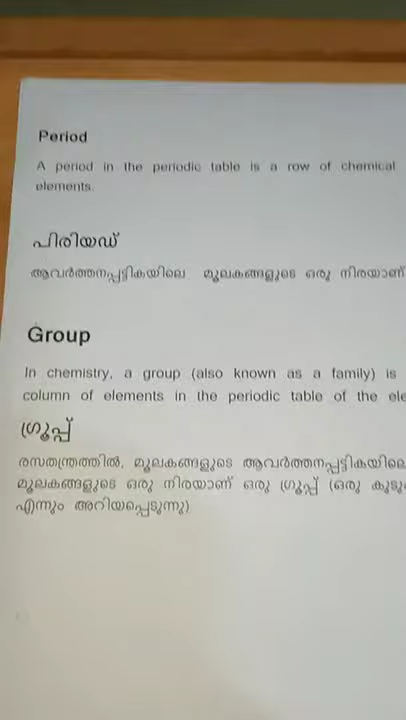 Period
A period in the periodic table is a row of chemical
elements.
പിരിയഡ്
ആവർത്തനപ്പട്ടികയിലെ മൂലകങ്ങളുടെ ഒരു നിരയാണ്
Group
In chemistry, a group (also known as a family) is
column of elements in the periodic table of the ele
ഗ്രൂപ്പ്
രസതന്ത്രത്തിൽ, മൂലകങ്ങളുടെ ആവർത്തനപ്പട്ടികയിലെ
മൂലകങ്ങളുടെ ഒരു നിരയാണ് ഒരു ഗ്രൂപ്പ് (ഒരു കുടും
എന്നും അറിയപ്പെടുന്നു)